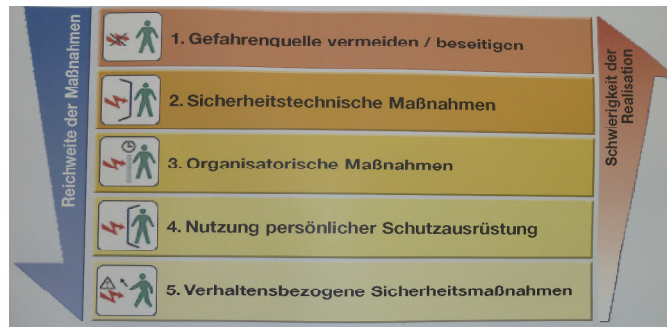 Reichweite der Maßnahmen
1. Gefahrenquelle vermeiden / beseitigen
2. Sicherheitstechnische Maßnahmen
3. Organisatorische Maßnahmen
4. Nutzung persönlicher Schutzausrüstung
5. Verhaltensbezogene Sicherheitsmaßnahmen
Schwierigkeit der
Realisation